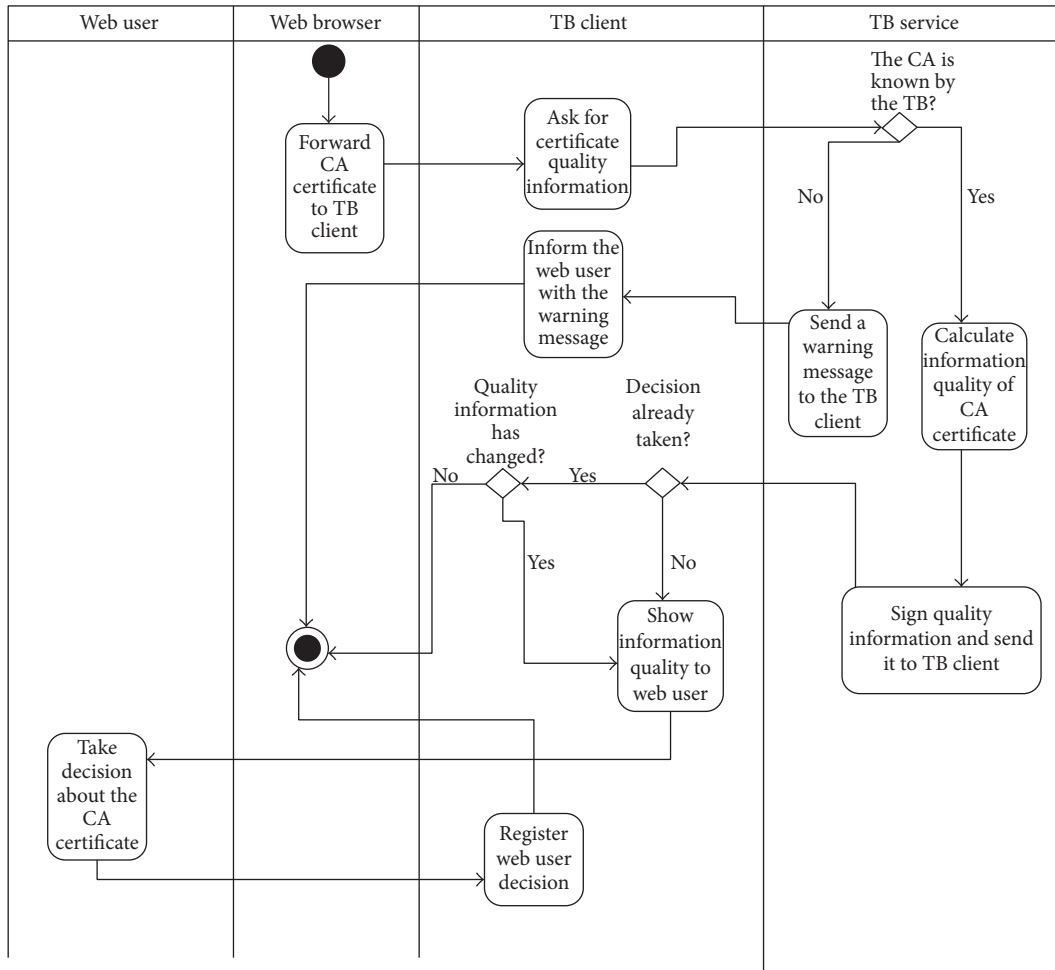 Web user
Web browser
TB client
TB service
The CA is
known by
the TB?
Forward
CA
certificate
to TB
client
Ask for
certificate
quality
information
No
Yes
Inform the
web user
with the
warning
message
Send a
warning
message
to the TB
client
Calculate
information
quality of
CA
certificate
Quality
information
has
changed?
Decision
already
taken?
No
Yes
Yes
No
Show
information
quality to
web user
Sign quality
information and send
it to TB client
Take
decision
about the
CA
certificate
Register
web user
decision